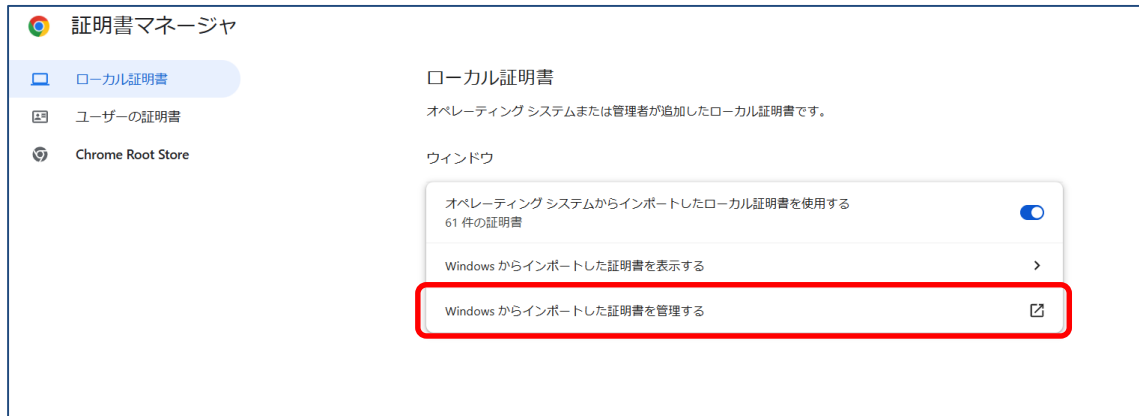 証明書マネージャ
ローカル証明書
ユーザーの証明書
Chrome Root Store
ローカル証明書
オペレーティング システムまたは管理者が追加したローカル証明書です。
ウィンドウ
オペレーティング システムからインポートしたローカル証明書を使用する
61 件の証明書
Windows からインポートした証明書を表示する
Windows からインポートした証明書を管理する